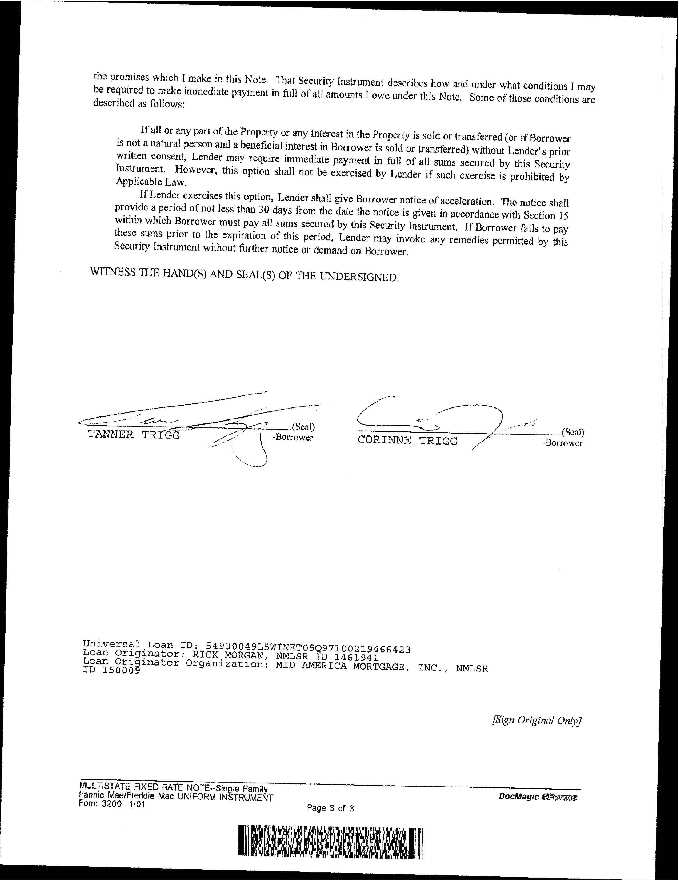 the promises which I make in this Note. That Security Instrument describes how and under what conditions I may
be required to make immediate payment in full of all amounts I owe under this Note. Some of those conditions are
described as follows:
If all or any part of the Property or any interest in the Property is sold or transferred (or if Borrower
is not a natural person and a beneficial interest in Borrower is sold or transferred) without Lender's prior
written consent, Lender may require immediate payment in full of all sums secured by this Security
Instrument. However, this option shall not be exercised by Lender if such exercise is prohibited by
Applicable Law.
If Lender exercises this option, Lender shall give Borrower notice of acceleration. The notice shall
provide a period of not less than 30 days from the date the notice is given in accordance with Section 15
within which Borrower must pay all sums secured by this Security Instrument. If Borrower fails to pay
these sums prior to the expiration of this period, Lender may invoke any remedies permitted by this
Security Instrument without further notice or demand on Borrower.
WITNESS THE HAND(S) AND SEAL(S) OF THE UNDERSIGNED.
(Seal) (Seal)
TANNER TRIGG -Borrower CORINNE TRIGG -Borrower
Universal Loan ID:
Loan Originator: RICK MORGAN, NMLSR ID 1461941
Loan Originator Organization: MID AMERICA MORTGAGE, INC., NMLSR
ID 150009
[Sign Original Only]
MULTISTATE FIXED RATE NOTE--Single Family
Fannie Mae/Freddie Mac UNIFORM INSTRUMENT
Form 3200 1/01
DocMagic
Page 3 of 3